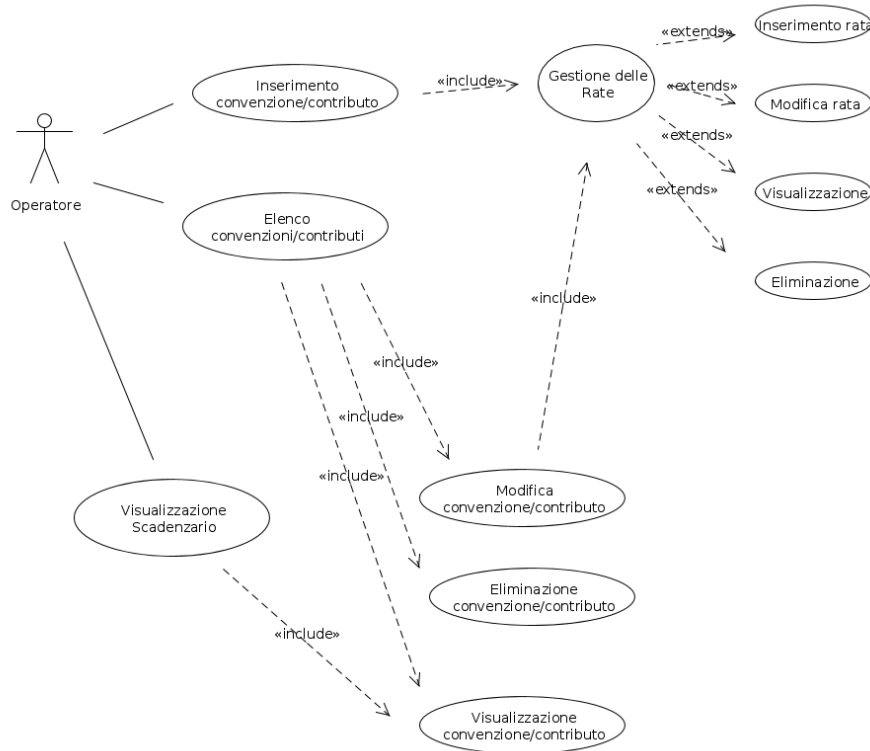 «extends»
Inserimento rata
Inserimento
convenzione/contributo
«include»
Gestione delle
Rate
«extends»
Modifica rata
«extends»
Operatore
Elenco
convenzioni/contributi
«extends»
Visualizzazione
Eliminazione
«include»
«include»
«include»
«include»
Modifica
convenzione/contributo
Visualizzazione
Scadenzario
Eliminazione
convenzione/contributo
«include»
Visualizzazione
convenzione/contributo